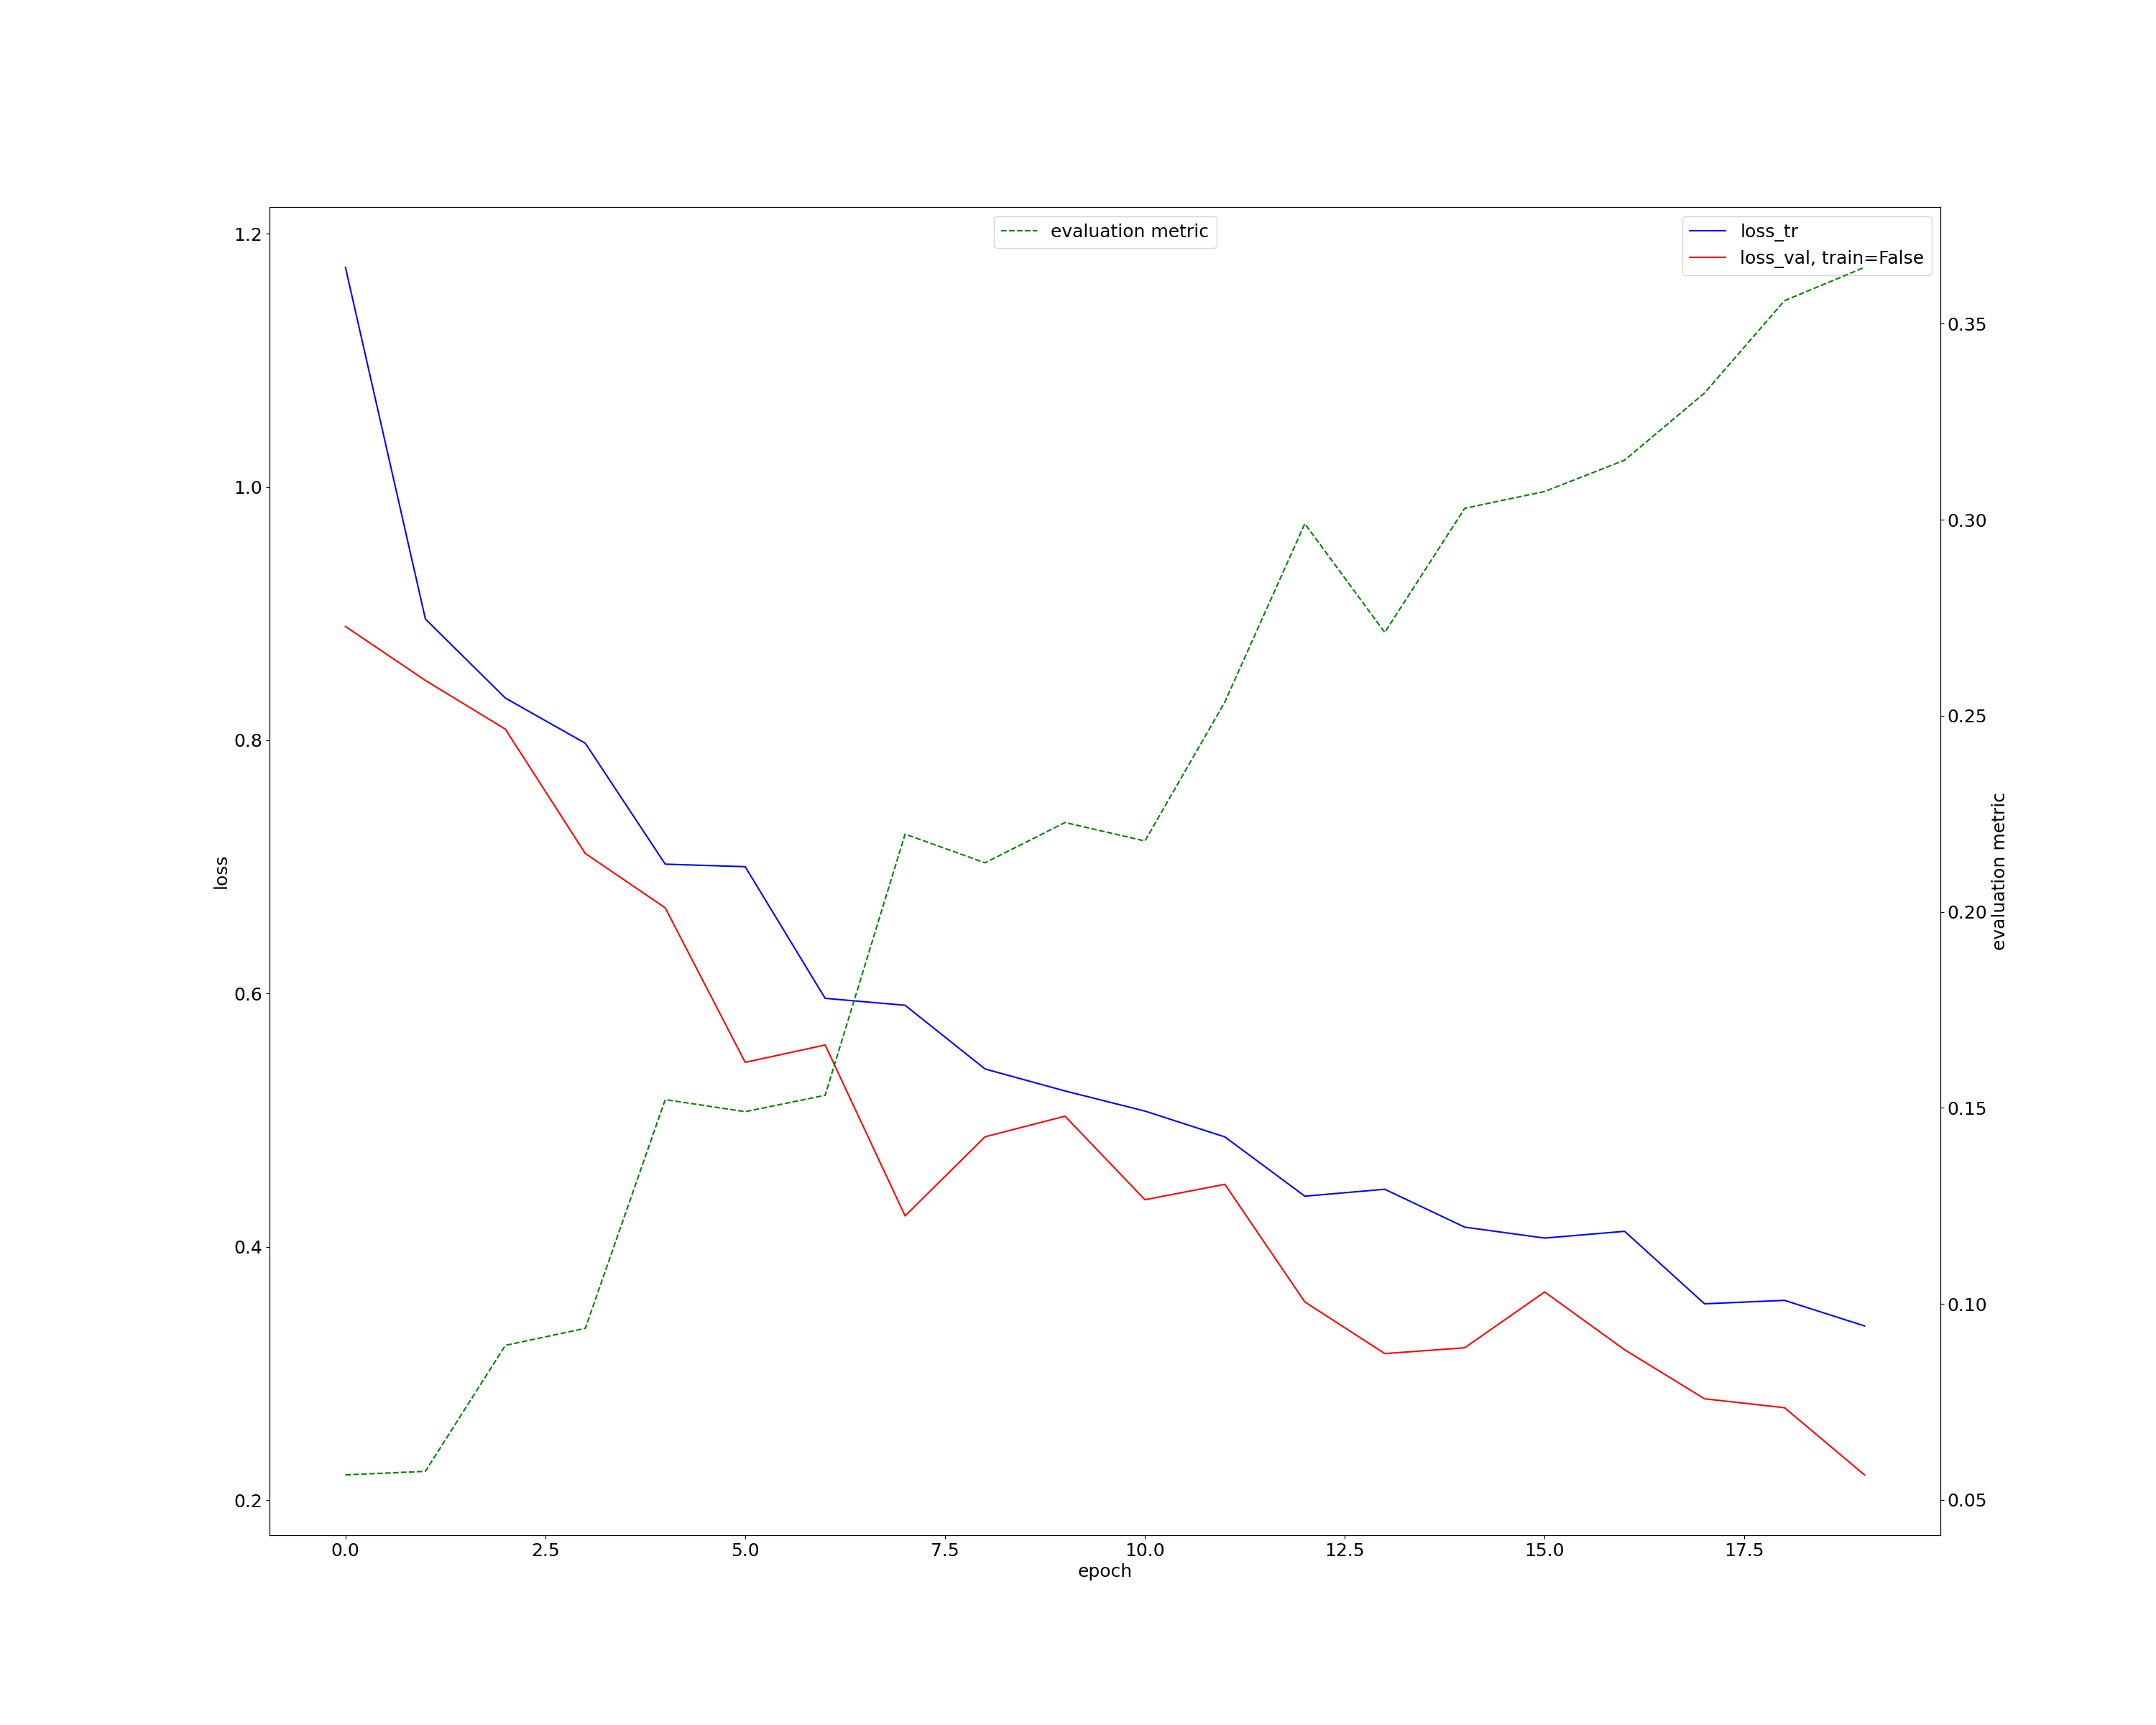 evaluation metric
loss_tr
loss_val, train=False
1.2
1.0
0.8
0.6
0.4
0.2
loss
0.35
0.30
0.25
0.20
0.15
0.10
0.05
evaluation metric
0.0 2.5 5.0 7.5 10.0 12.5 15.0 17.5
epoch